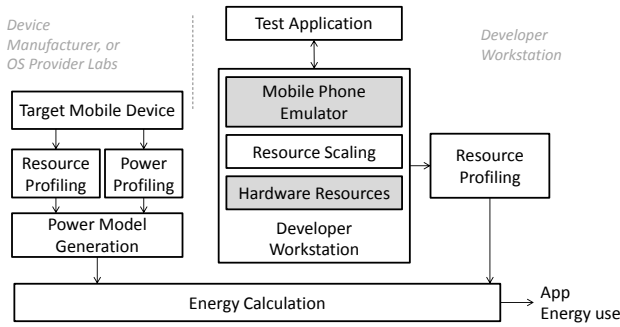 Device
Manufacturer, or
OS Provider Labs
Test Application
Developer
Workstation
Target Mobile Device
Resource
Profiling
Power
Profiling
Power Model
Generation
Mobile Phone
Emulator
Resource Scaling
Hardware Resources
Developer
Workstation
Resource
Profiling
Energy Calculation
App
Energy use